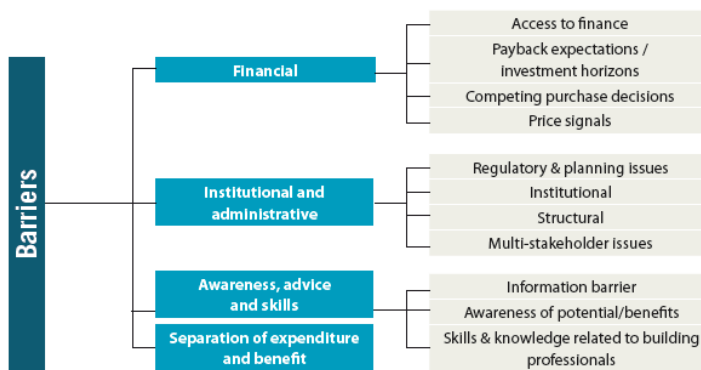 Barriers
Financial
Access to finance
Payback expectations /
investment horizons
Competing purchase decisions
Price signals
Institutional and
administrative
Regulatory & planning issues
Institutional
Structural
Multi-stakeholder issues
Awareness, advice
and skills
Information barrier
Awareness of potential/benefits
Skills & knowledge related to building
professionals
Separation of expenditure
and benefit